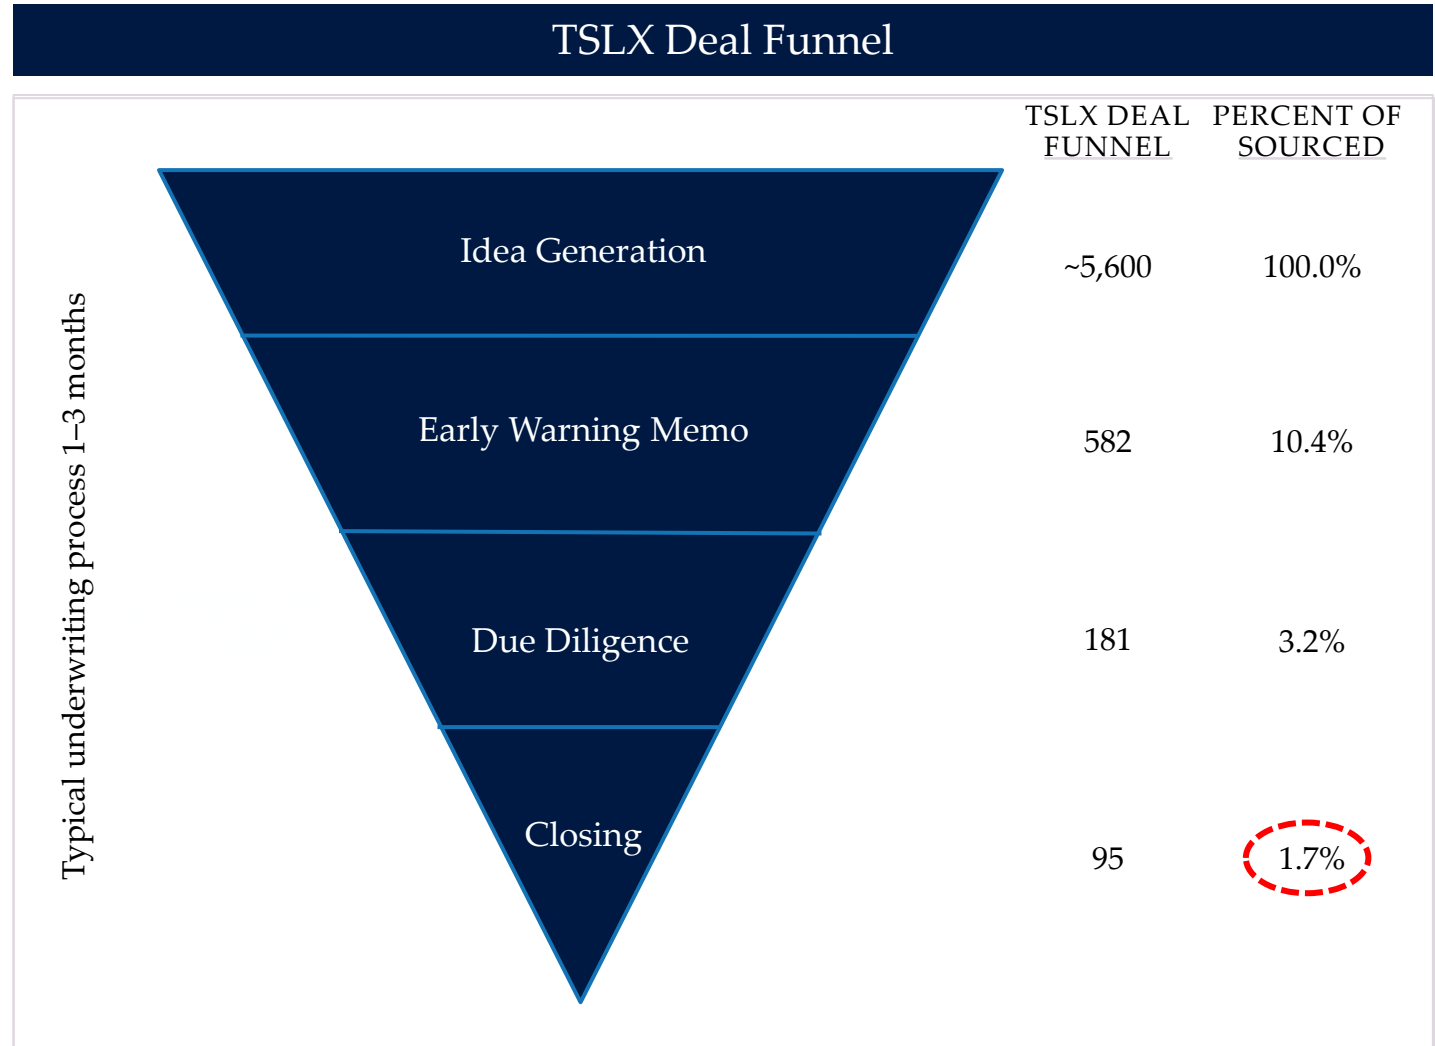 TSLX Deal Funnel
TSLX DEAL
FUNNEL
PERCENT OF
SOURCED
Typical underwriting process 1–3 months
Idea Generation
~5,600
100.0%
Early Warning Memo
582
10.4%
Due Diligence
181
3.2%
Closing
95
1.7%